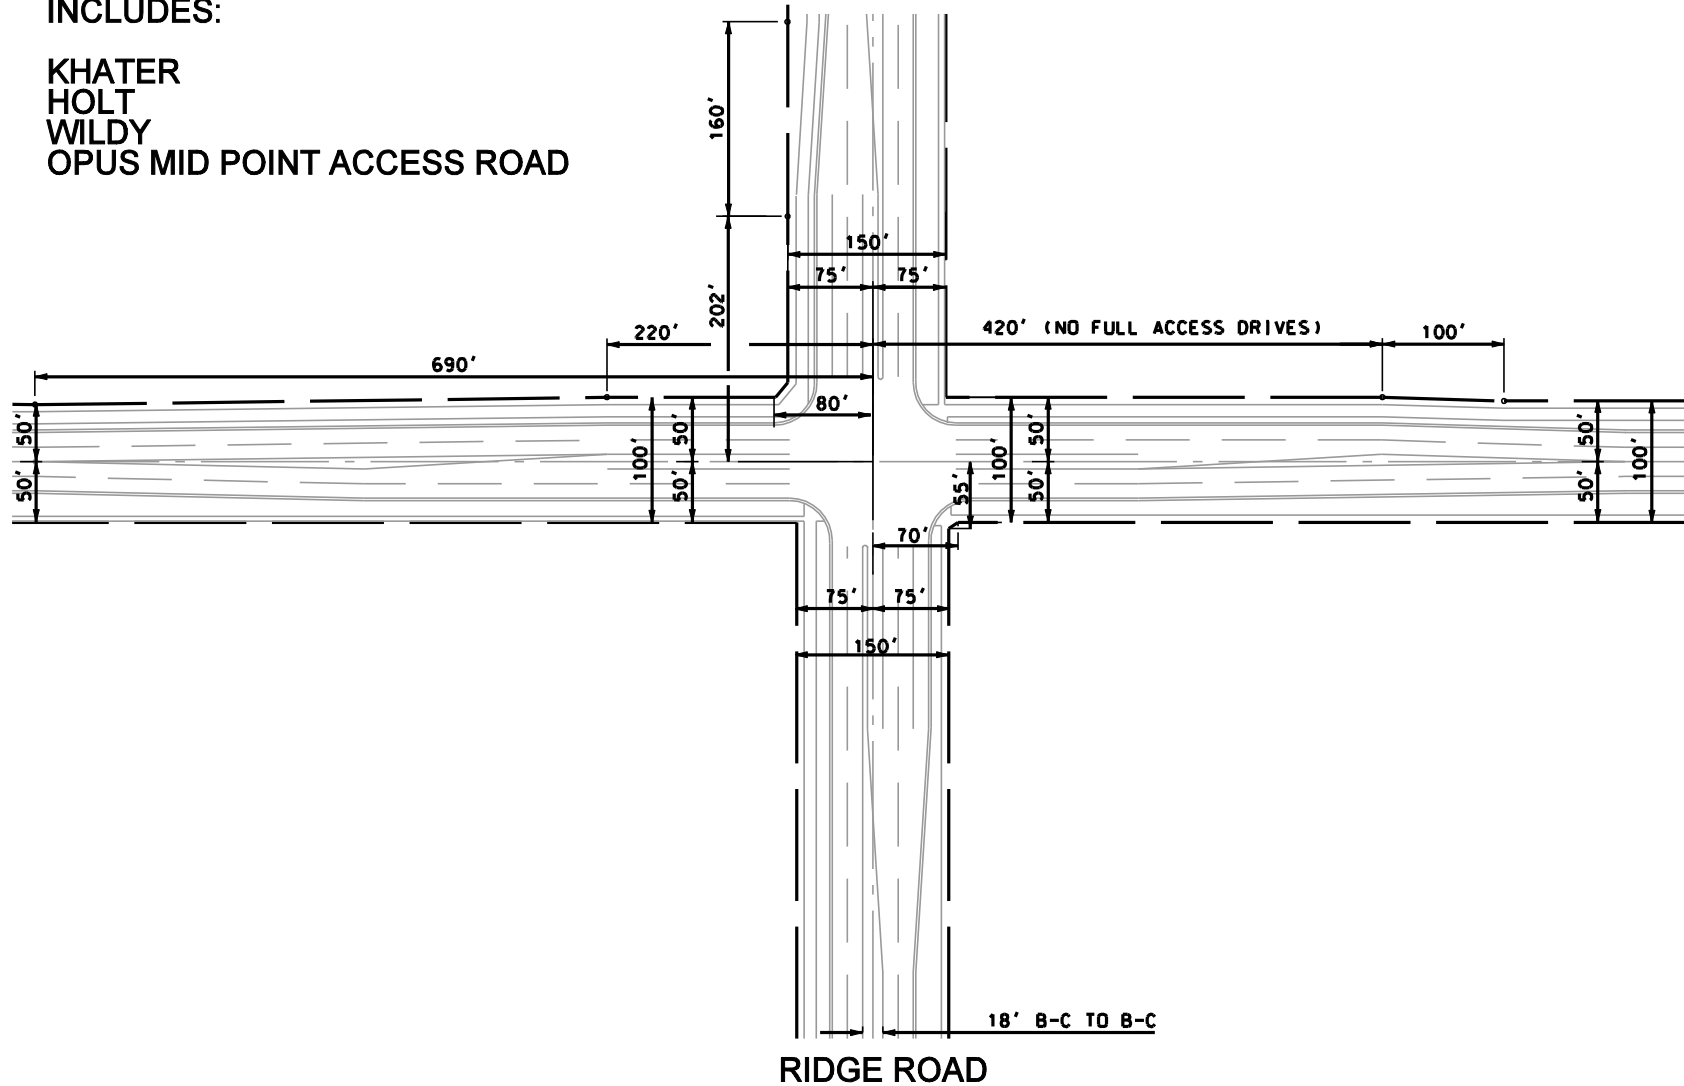 INCLUDES:
KHATER
HOLT
WILDY
OPUS MID POINT ACCESS ROAD
160'
202'
150'
75' 75'
220'
420' (NO FULL ACCESS DRIVES)
100'
690'
80'
50'
50'
100'
50'
50'
100'
50'
50'
55'
50'
50'
100'
70'
75' 75'
150'
18' B-C TO B-C
RIDGE ROAD